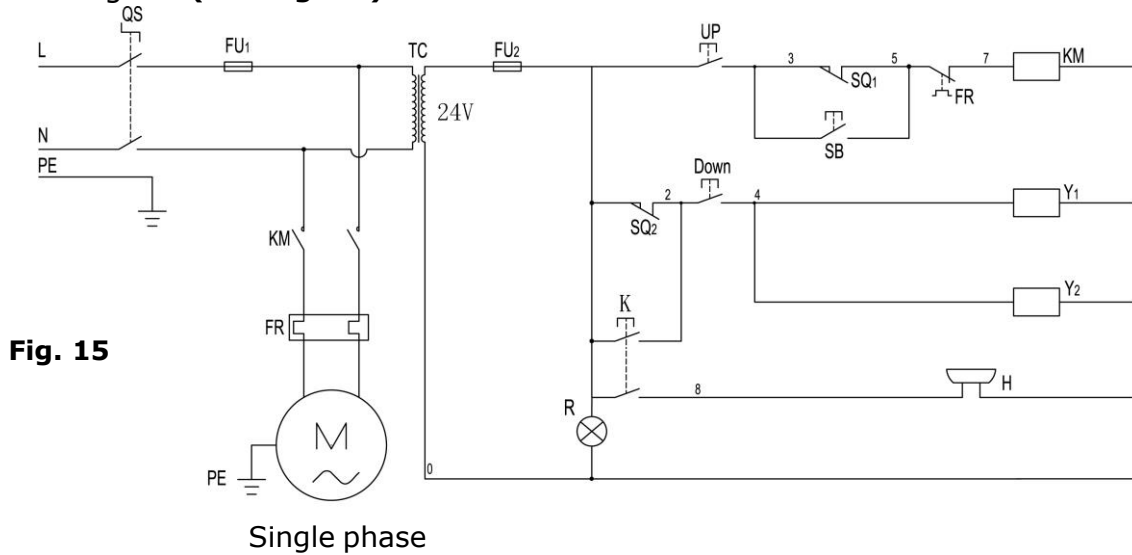 QS
L
FU1
TC
FU2
UP
3
5
7
KM
SQ1
FR
24V
N
SB
PE
Down
2
4
Y1
SQ2
KM
Y2
K
FR
Fig. 15
8
H
R
M
PE
0
Single phase